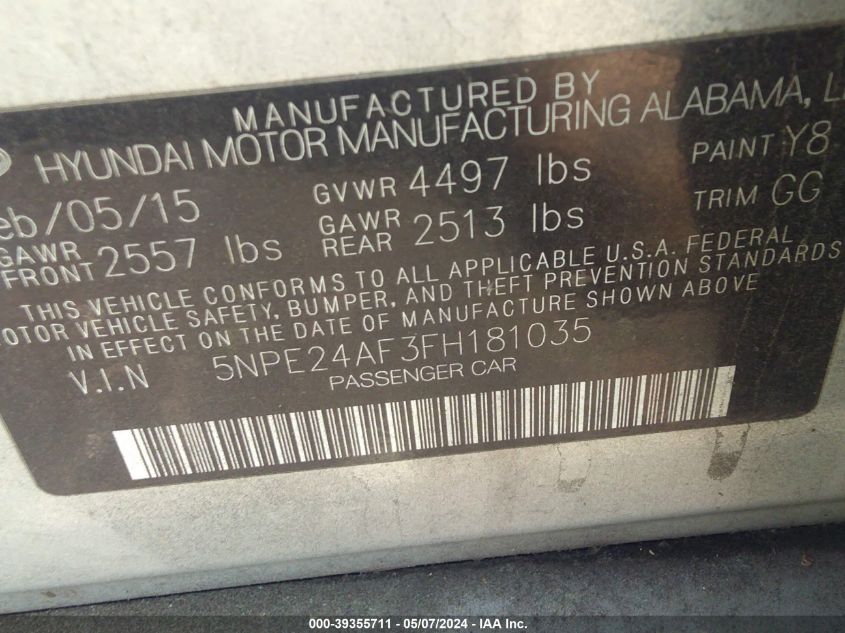 MANUFACTURED BY
HYUNDAI MOTOR MANUFACTURING ALABAMA,
eb/05/15
GVWR 4497 lbs
PAINT Y8
GAWR FRONT 2557 lbs
GAWR REAR 2513 lbs
TRIM GG
THIS VEHICLE CONFORMS TO ALL APPLICABLE U.S.A. FEDERAL
OTOR VEHICLE SAFETY, BUMPER, AND THEFT PREVENTION STANDARDS
IN EFFECT ON THE DATE OF MANUFACTURE SHOWN ABOVE
V.I.N 5NPE24AF3FH181035
PASSENGER CAR
000-39355711 - 05/07/2024 - IAA Inc.